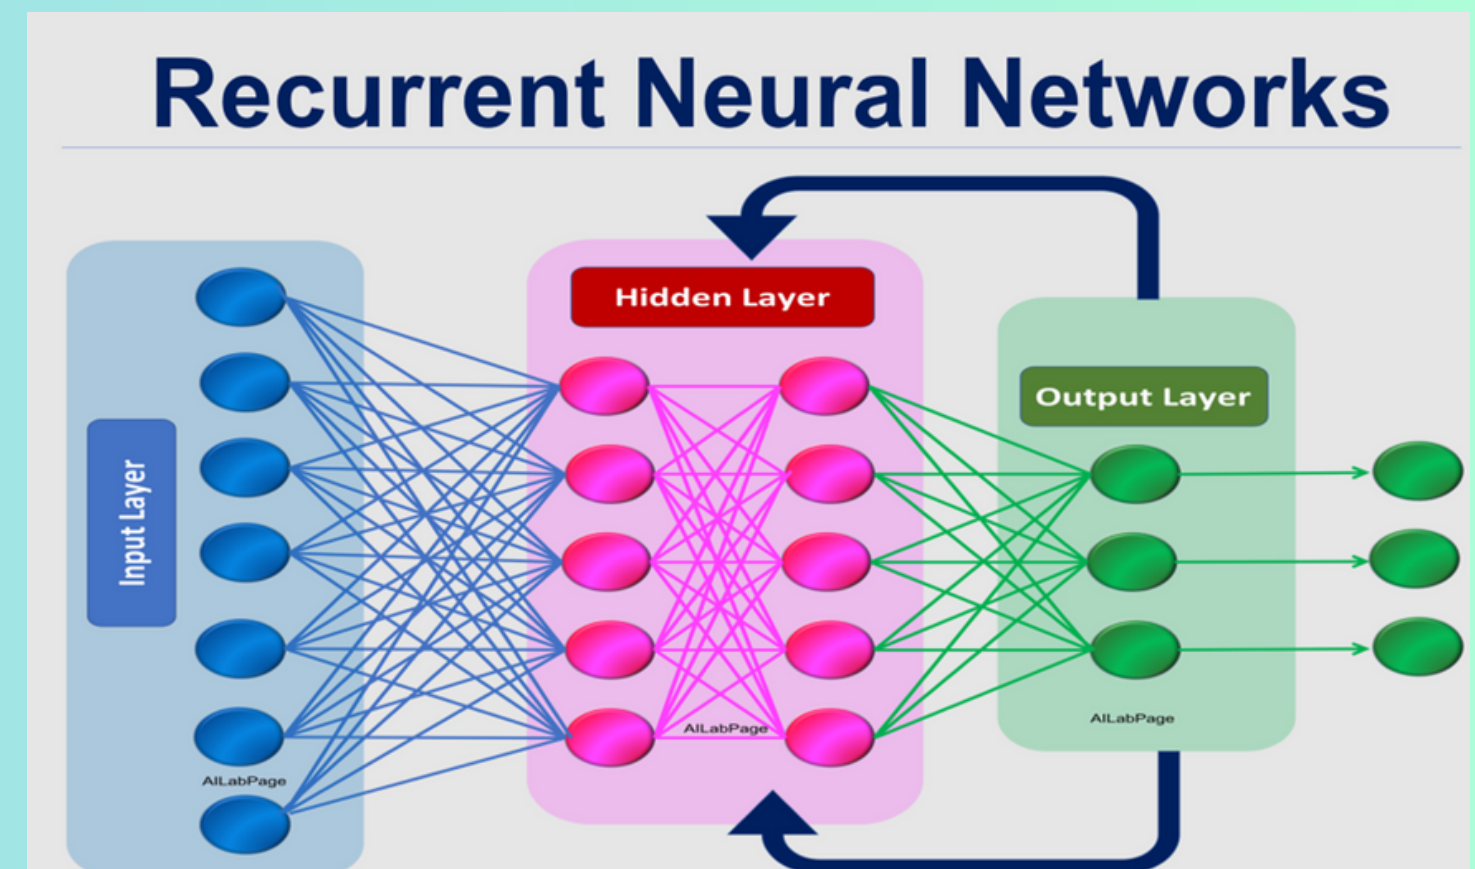 Recurrent Neural Networks
Hidden Layer
Output Layer
Input Layer
AILabPage
AILabPage
AILabPage